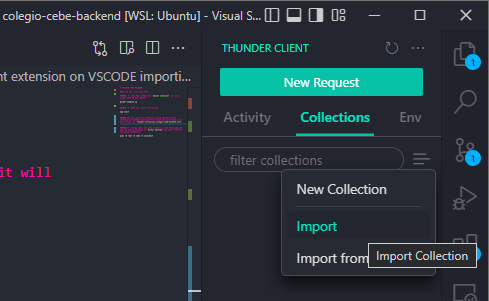 colegio-cebe-backend [WSL: Ubuntu] - Visual S...
THUNDER CLIENT
nt extension on VSCODE importi...
New Request
Activity
Collections
Env
filter collections
it will
New Collection
Import
Import from
Import Collection
1
1
1